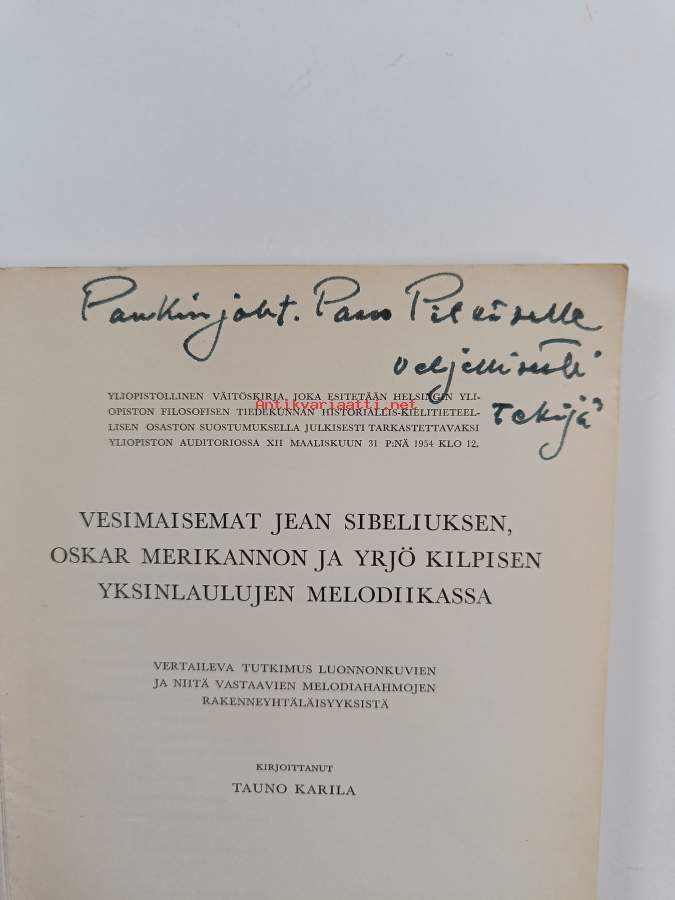 Pankinjoht.
veljellisesti
Tekijä
YLIOPISTOLLINEN VÄITÖSKIRJA, JOKA ESITETÄÄN HELSINGIN YLI-
OPISTON FILOSOFISEN TIEDEKUNNAN HISTORIALLIS-KIELITIETEEL-
LISEN OSASTON SUOSTUMUKSELLA JULKISESTI TARKASTETTAVAKSI
YLIOPISTON AUDITORIOSSA XII MAALISKUUN 31 P:NÄ 1954 KLO 12.
Antikvariaatti.net
VESIMAISEMAT JEAN SIBELIUKSEN,
OSKAR MERIKANNON JA YRJÖ KILPISEN
YKSINLAULUJEN MELODIIKASSA
VERTAILEVA TUTKIMUS LUONNONKUVIEN
JA NIITÄ VASTAAVIEN MELODIAHAHMOJEN
RAKENNEYHTÄLÄISYYKSISTÄ
KIRJOITTANUT
TAUNO KARILA